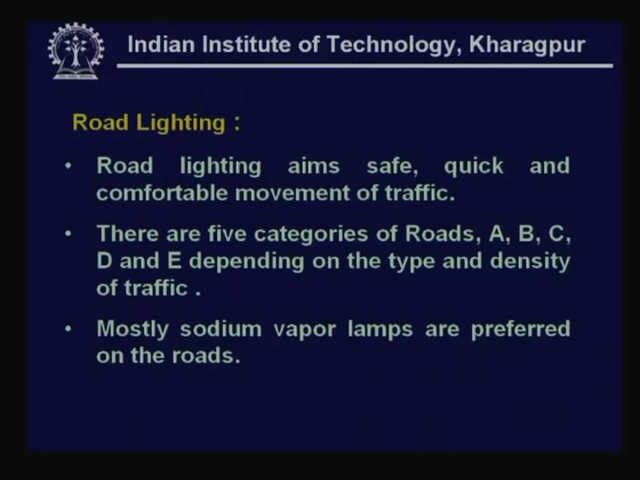 Indian Institute of Technology, Kharagpur
Road Lighting :
• Road lighting aims safe, quick and
comfortable movement of traffic.
• There are five categories of Roads, A, B, C,
D and E depending on the type and density
of traffic .
• Mostly sodium vapor lamps are preferred
on the roads.